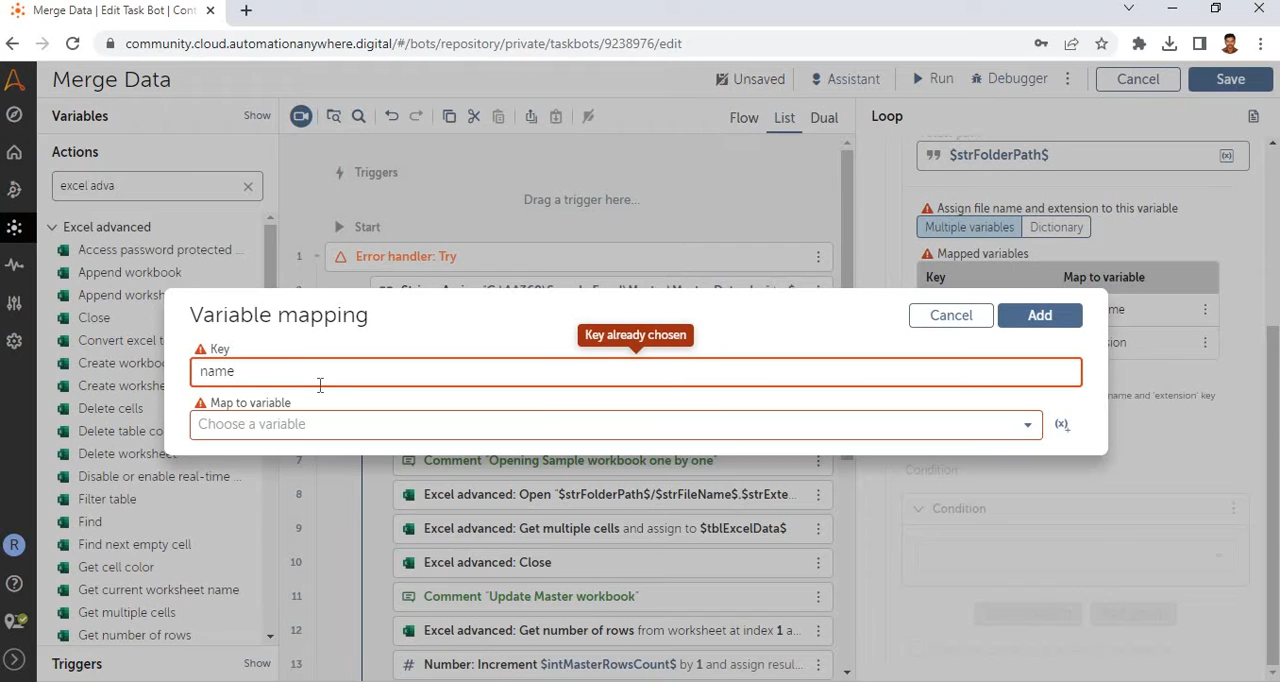 Merge Data | Edit Task Bot | Cont
community.cloud.automationanywhere.digital/#/bots/repository/private/taskbots/9238976/edit
Merge Data
Unsaved
Assistant
Run
Debugger
Cancel
Save
Variables
Show
Flow
List
Dual
Loop
Actions
excel adva
Triggers
Drag a trigger here...
Start
$strFolderPath$
Assign file name and extension to this variable
Multiple variables
Dictionary
Mapped variables
Key
Map to variable
Excel advanced
Access password protected ...
Append workbook
Append worksh
Close
Convert excel t
Create workboo
Create workshe
Delete cells
Delete table co
Delete workshe
Disable or enable real-time ...
Filter table
Find
Find next empty cell
Get cell color
Get current worksheet name
Get multiple cells
Get number of rows
Triggers
Show
1
Error handler: Try
Variable mapping
Cancel
Add
Key already chosen
Key
name
Map to variable
Choose a variable
me
sion
name and 'extension' key
7
Comment "Opening Sample workbook one by one"
8
Excel advanced: Open "$strFolderPath$/$strFileName$.$strExte...
9
Excel advanced: Get multiple cells and assign to $tblExcelData$
10
Excel advanced: Close
11
Comment "Update Master workbook"
12
Excel advanced: Get number of rows from worksheet at index 1 a...
13
Number: Increment $intMasterRowsCount$ by 1 and assign resul...
Condition
Condition
R